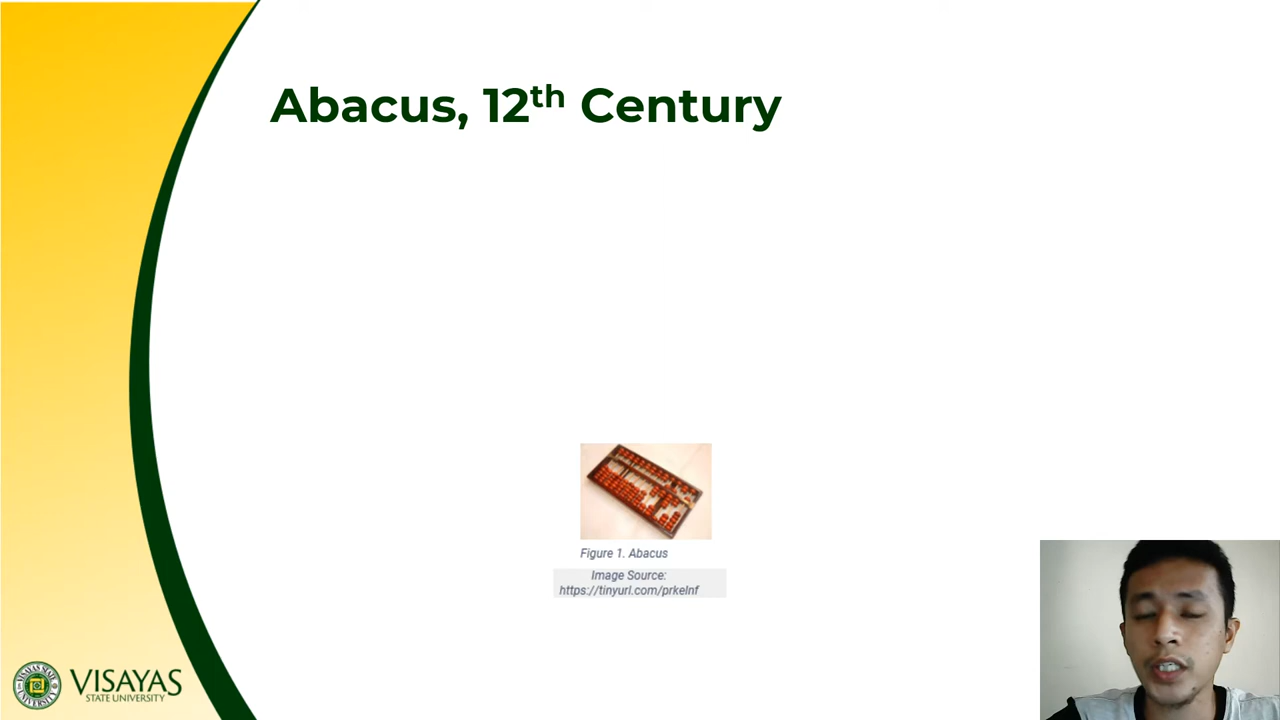 Abacus, 12th Century
Figure 1. Abacus
Image Source:
https://tinyurl.com/prkelnf
VISAYAS
STATE UNIVERSITY